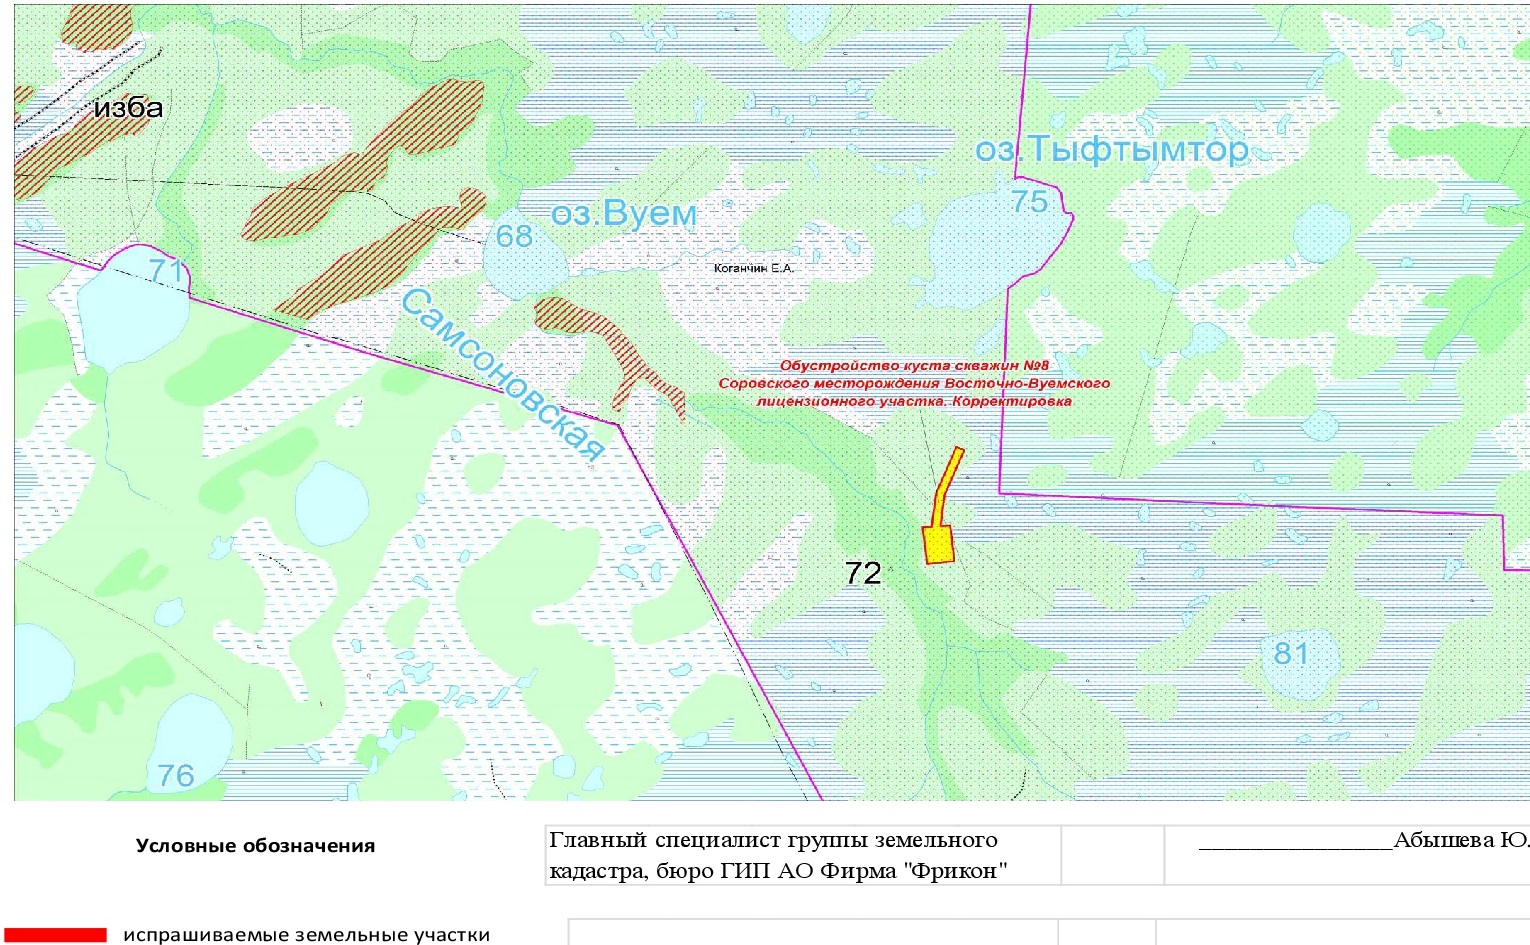 изба
оз.Тыфтымтор
75
оз.Вуем
68
71
Коганчин Е.А.
Самсоновская
Обустройство куста скважин №8
Соровского месторождения Восточно-Вуемского
лицензионного участка. Корректировка
72
81
76
Условные обозначения
Главный специалист группы земельного
кадастра, бюро ГИП АО Фирма "Фрикон"
________________Абышева Ю.
испрашиваемые земельные участки